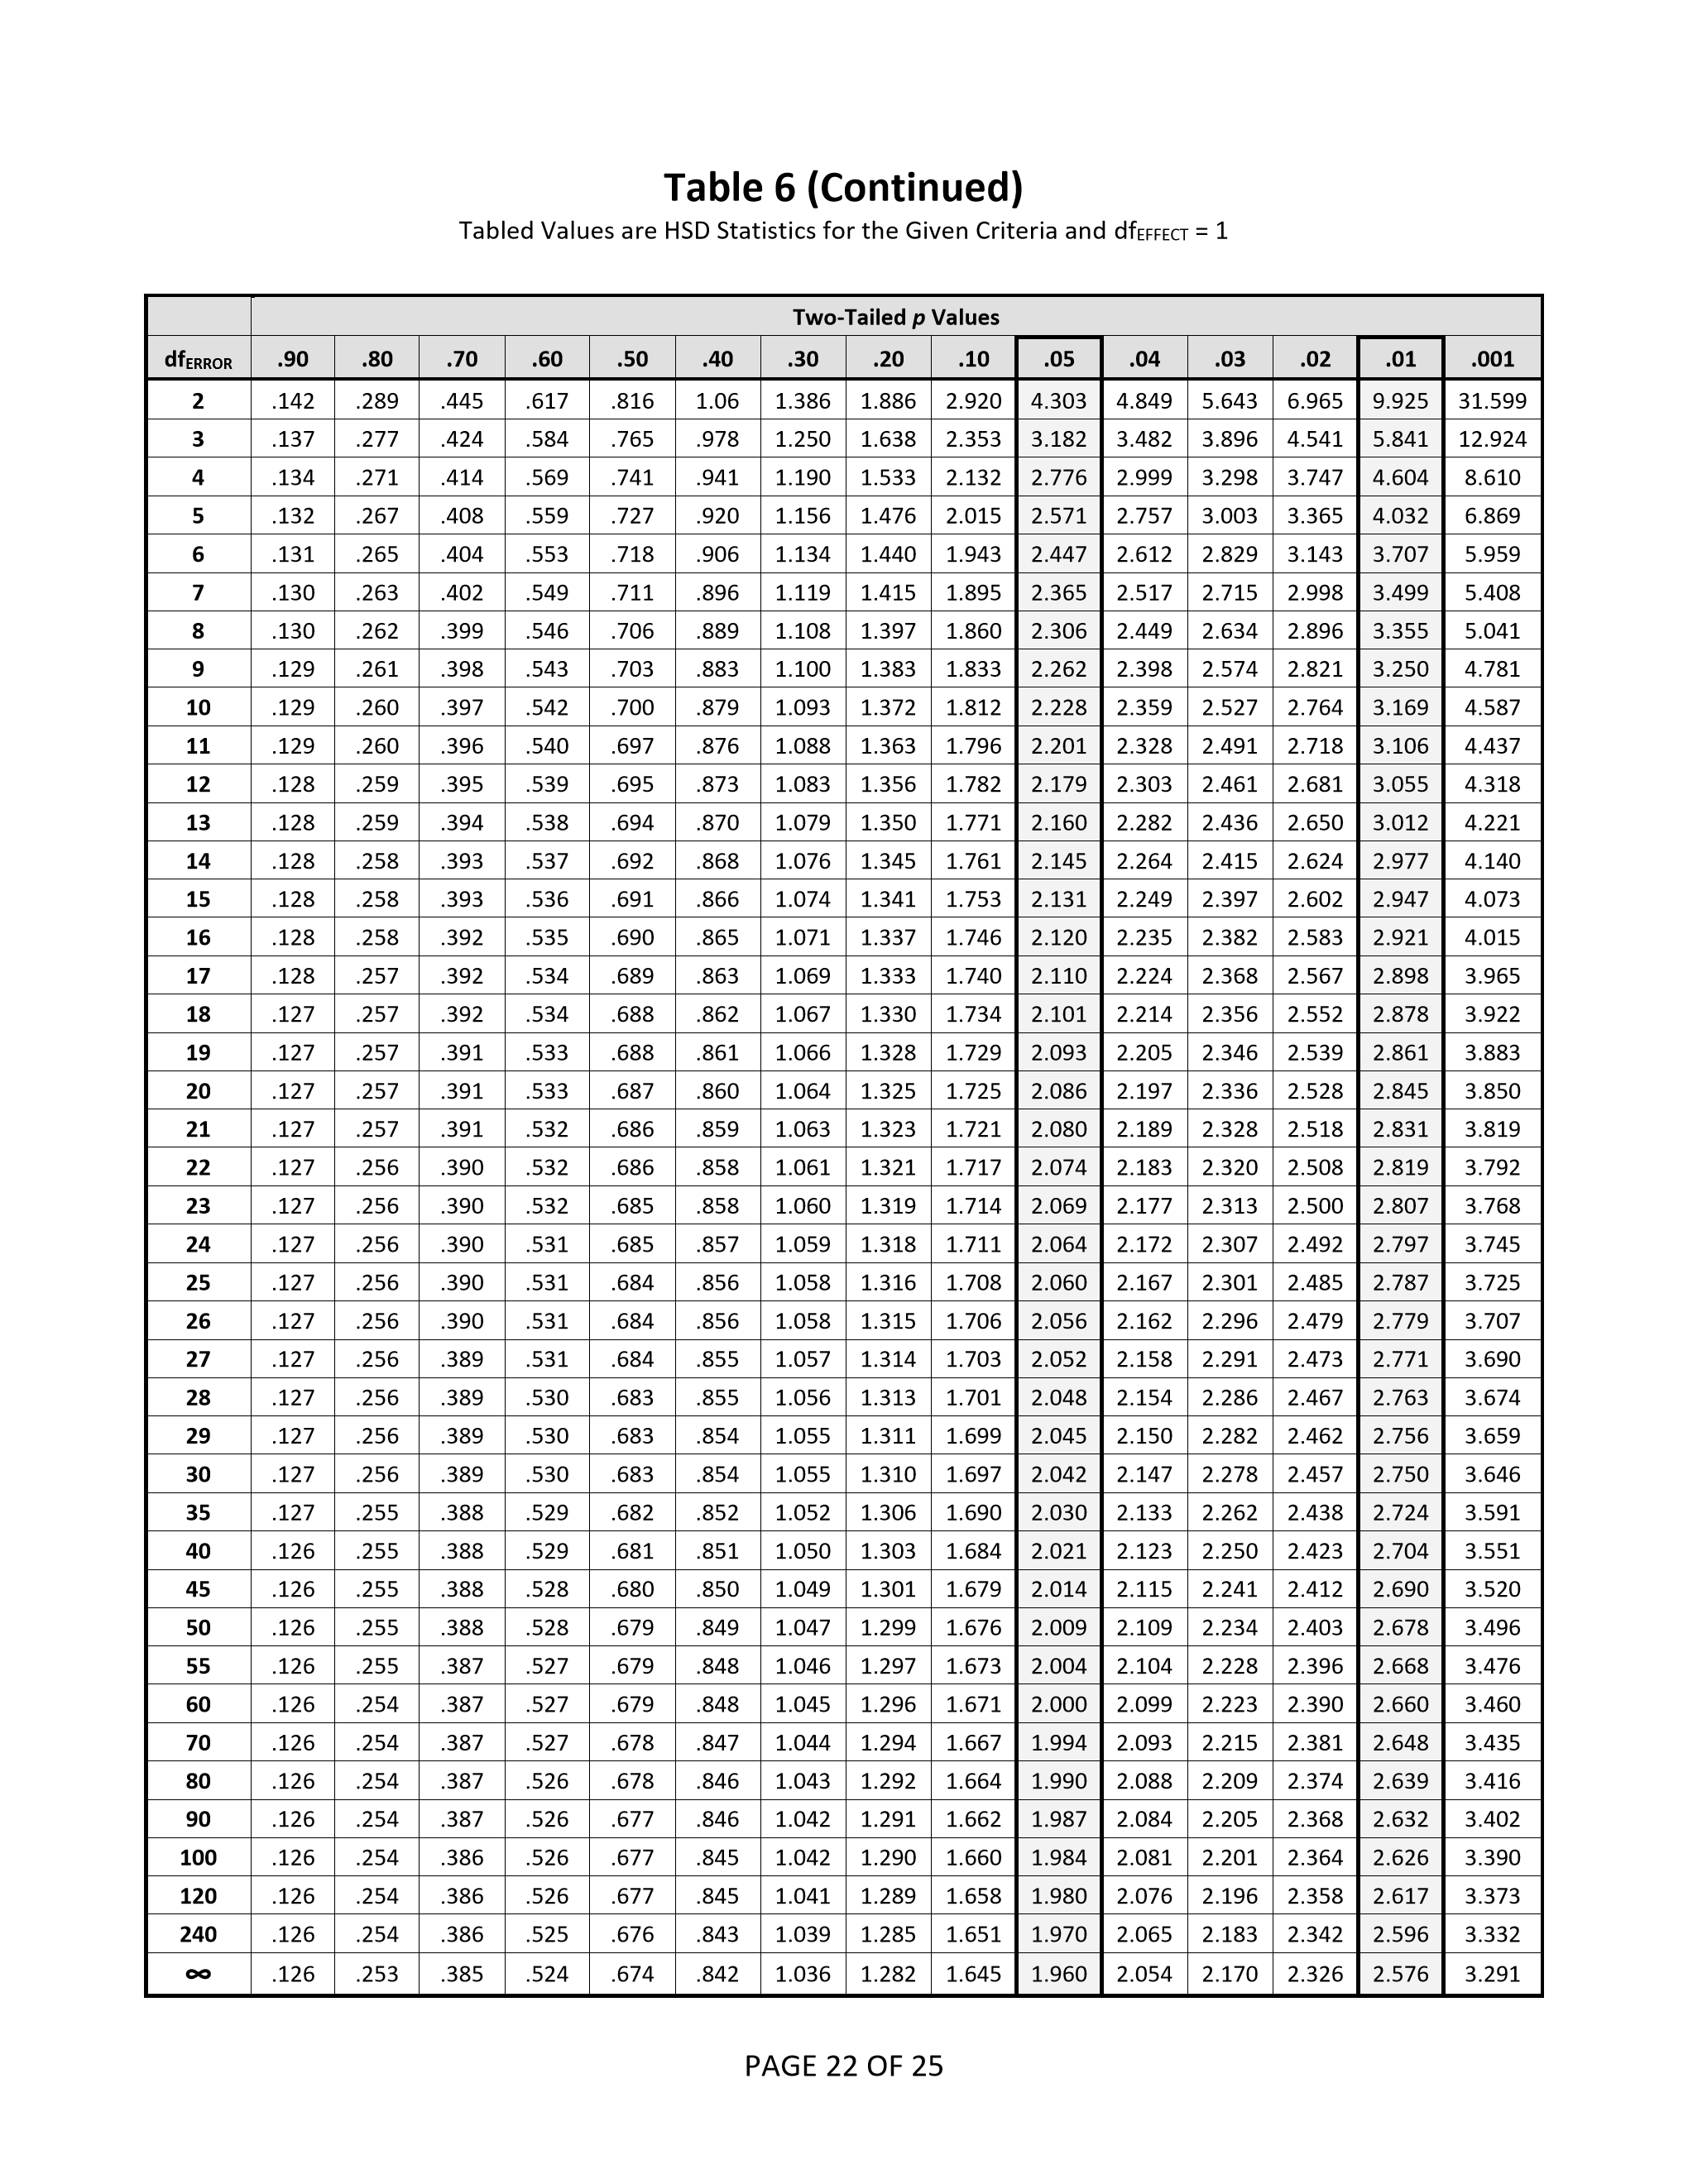 Table 6 (Continued)
Tabled Values are HSD Statistics for the Given Criteria and dfEFFECT = 1
Two-Tailed p Values
dfERROR .90 .80 .70 .60 .50 .40 .30 .20 .10 .05 .04 .03 .02 .01 .001
2 .142 .289 .445 .617 .816 1.06 1.386 1.886 2.920 4.303 4.849 5.643 6.965 9.925 31.599
3 .137 .277 .424 .584 .765 .978 1.250 1.638 2.353 3.182 3.482 3.896 4.541 5.841 12.924
4 .134 .271 .414 .569 .741 .941 1.190 1.533 2.132 2.776 2.999 3.298 3.747 4.604 8.610
5 .132 .267 .408 .559 .727 .920 1.156 1.476 2.015 2.571 2.757 3.003 3.365 4.032 6.869
6 .131 .265 .404 .553 .718 .906 1.134 1.440 1.943 2.447 2.612 2.829 3.143 3.707 5.959
7 .130 .263 .402 .549 .711 .896 1.119 1.415 1.895 2.365 2.517 2.715 2.998 3.499 5.408
8 .130 .262 .399 .546 .706 .889 1.108 1.397 1.860 2.306 2.449 2.634 2.896 3.355 5.041
9 .129 .261 .398 .543 .703 .883 1.100 1.383 1.833 2.262 2.398 2.574 2.821 3.250 4.781
10 .129 .260 .397 .542 .700 .879 1.093 1.372 1.812 2.228 2.359 2.527 2.764 3.169 4.587
11 .129 .260 .396 .540 .697 .876 1.088 1.363 1.796 2.201 2.328 2.491 2.718 3.106 4.437
12 .128 .259 .395 .539 .695 .873 1.083 1.356 1.782 2.179 2.303 2.461 2.681 3.055 4.318
13 .128 .259 .394 .538 .694 .870 1.079 1.350 1.771 2.160 2.282 2.436 2.650 3.012 4.221
14 .128 .258 .393 .537 .692 .868 1.076 1.345 1.761 2.145 2.264 2.415 2.624 2.977 4.140
15 .128 .258 .393 .536 .691 .866 1.074 1.341 1.753 2.131 2.249 2.397 2.602 2.947 4.073
16 .128 .258 .392 .535 .690 .865 1.071 1.337 1.746 2.120 2.235 2.382 2.583 2.921 4.015
17 .128 .257 .392 .534 .689 .863 1.069 1.333 1.740 2.110 2.224 2.368 2.567 2.898 3.965
18 .127 .257 .392 .534 .688 .862 1.067 1.330 1.734 2.101 2.214 2.356 2.552 2.878 3.922
19 .127 .257 .391 .533 .688 .861 1.066 1.328 1.729 2.093 2.205 2.346 2.539 2.861 3.883
20 .127 .257 .391 .533 .687 .860 1.064 1.325 1.725 2.086 2.197 2.336 2.528 2.845 3.850
21 .127 .257 .391 .532 .686 .859 1.063 1.323 1.721 2.080 2.189 2.328 2.518 2.831 3.819
22 .127 .256 .390 .532 .686 .858 1.061 1.321 1.717 2.074 2.183 2.320 2.508 2.819 3.792
23 .127 .256 .390 .532 .685 .858 1.060 1.319 1.714 2.069 2.177 2.313 2.500 2.807 3.768
24 .127 .256 .390 .531 .685 .857 1.059 1.318 1.711 2.064 2.172 2.307 2.492 2.797 3.745
25 .127 .256 .390 .531 .684 .856 1.058 1.316 1.708 2.060 2.167 2.301 2.485 2.787 3.725
26 .127 .256 .390 .531 .684 .856 1.058 1.315 1.706 2.056 2.162 2.296 2.479 2.779 3.707
27 .127 .256 .389 .531 .684 .855 1.057 1.314 1.703 2.052 2.158 2.291 2.473 2.771 3.690
28 .127 .256 .389 .530 .683 .855 1.056 1.313 1.701 2.048 2.154 2.286 2.467 2.763 3.674
29 .127 .256 .389 .530 .683 .854 1.055 1.311 1.699 2.045 2.150 2.282 2.462 2.756 3.659
30 .127 .256 .389 .530 .683 .854 1.055 1.310 1.697 2.042 2.147 2.278 2.457 2.750 3.646
35 .127 .255 .388 .529 .682 .852 1.052 1.306 1.690 2.030 2.133 2.262 2.438 2.724 3.591
40 .126 .255 .388 .529 .681 .851 1.050 1.303 1.684 2.021 2.123 2.250 2.423 2.704 3.551
45 .126 .255 .388 .528 .680 .850 1.049 1.301 1.679 2.014 2.115 2.241 2.412 2.690 3.520
50 .126 .255 .388 .528 .679 .849 1.047 1.299 1.676 2.009 2.109 2.234 2.403 2.678 3.496
55 .126 .255 .387 .527 .679 .848 1.046 1.297 1.673 2.004 2.104 2.228 2.396 2.668 3.476
60 .126 .254 .387 .527 .679 .848 1.045 1.296 1.671 2.000 2.099 2.223 2.390 2.660 3.460
70 .126 .254 .387 .527 .678 .847 1.044 1.294 1.667 1.994 2.093 2.215 2.381 2.648 3.435
80 .126 .254 .387 .526 .678 .846 1.043 1.292 1.664 1.990 2.088 2.209 2.374 2.639 3.416
90 .126 .254 .387 .526 .677 .846 1.042 1.291 1.662 1.987 2.084 2.205 2.368 2.632 3.402
100 .126 .254 .386 .526 .677 .845 1.042 1.290 1.660 1.984 2.081 2.201 2.364 2.626 3.390
120 .126 .254 .386 .526 .677 .845 1.041 1.289 1.658 1.980 2.076 2.196 2.358 2.617 3.373
240 .126 .254 .386 .525 .676 .843 1.039 1.285 1.651 1.970 2.065 2.183 2.342 2.596 3.332
∞ .126 .253 .385 .524 .674 .842 1.036 1.282 1.645 1.960 2.054 2.170 2.326 2.576 3.291
PAGE 22 OF 25